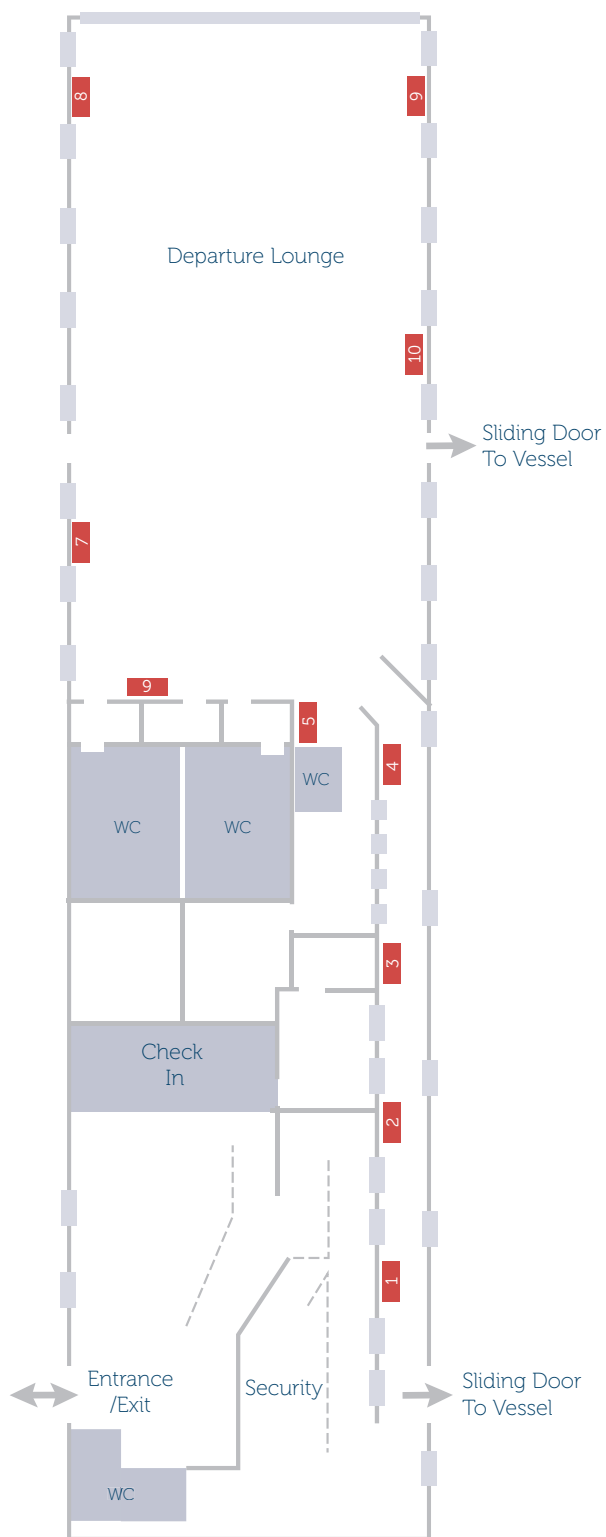 8
9
Departure Lounge
10
Sliding Door
To Vessel
7
6
5
4
WC
WC
WC
3
Check
In
2
1
Entrance
/Exit
Security
Sliding Door
To Vessel
WC